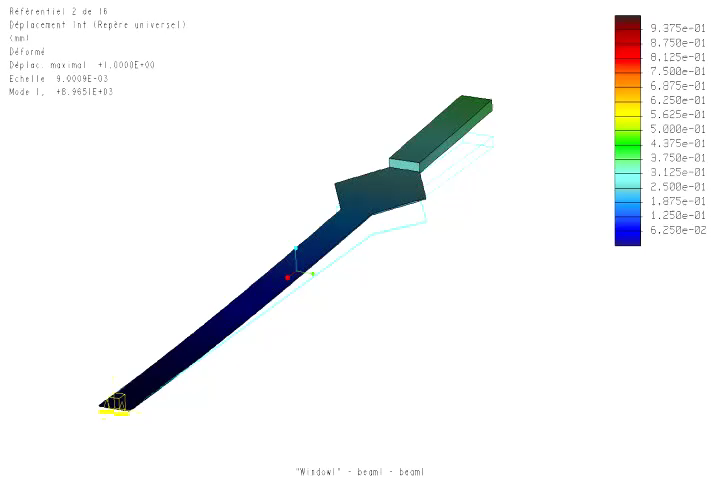 Référentiel 2 de 16
Déplacement Int (Repère universel)
(mm)
Déformé
Déplac. maximal +1.0000E+00
Echelle 9.0009E-03
Mode 1, +8.9651E+03
9.375e-01
8.750e-01
8.125e-01
7.500e-01
6.875e-01
6.250e-01
5.625e-01
5.000e-01
4.375e-01
3.750e-01
3.125e-01
2.500e-01
1.875e-01
1.250e-01
6.250e-02
"Window1" - beam1 - beam1